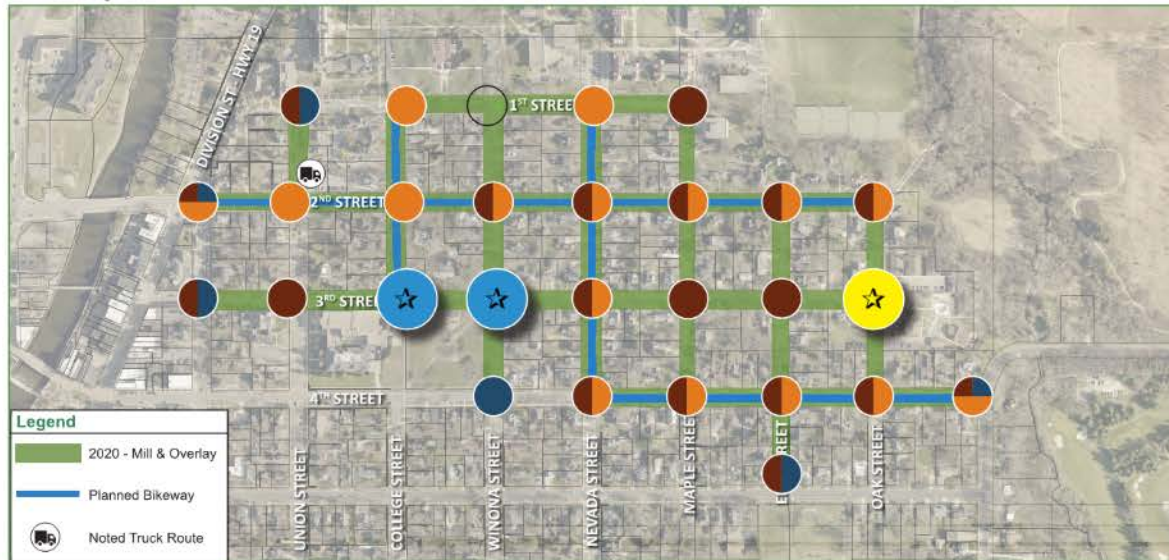 DIVISION ST - HWY 19
1ST STREE
2ND STREET
3RD STREE
4TH STREET
UNION STREET
COLLEGE STREET
WINONA STREET
NEVADA STREET
MAPLE STREET
E
REET
OAK STREET
Legend
2020 - Mill & Overlay
Planned Bikeway
Noted Truck Route